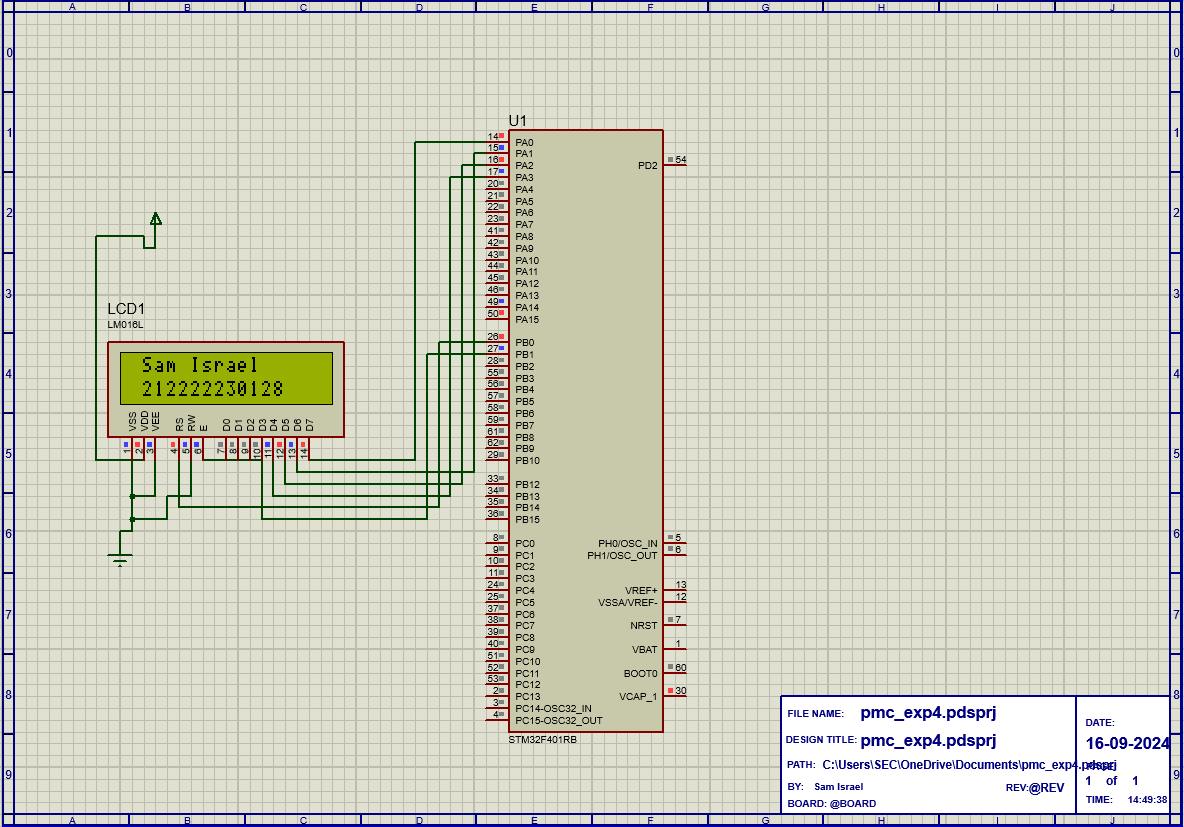 A B C D E F G H I J
0 0
U1
1 1
14 PA0
15 PA1
16 PA2 PD2 54
17 PA3
20 PA4
21 PA5
22 PA6
2 2
23 PA7
41 PA8
42 PA9
43 PA10
44 PA11
45 PA12
46 PA13
3 3
49 PA14
50 PA15
LCD1
LM016L
26 PB0
27 PB1
28 PB2
55 PB3
56 PB4
57 PB5
58 PB6
59 PB7
61 PB8
62 PB9
29 PB10
Sam Israel
212222230128
4 4
VSS VDD VEE RS RW E D0 D1 D2 D3 D4 D5 D6 D7
1 2 3 4 5 6 7 8 9 10 11 12 13 14
5 5
33 PB12
34 PB13
35 PB14
36 PB15
6 6
8 PC0 PH0/OSC_IN 5
9 PC1 PH1/OSC_OUT 6
10 PC2
11 PC3
24 PC4 VREF+ 13
25 PC5 VSSA/VREF- 12
37 PC6
7 7
38 PC7 NRST 7
39 PC8
40 PC9 VBAT 1
51 PC10
52 PC11 BOOT0 60
53 PC12
2 PC13 VCAP_1 30
3 PC14-OSC32_IN
4 PC15-OSC32_OUT
STM32F401RB
8 8
FILE NAME: pmc_exp4.pdsprj
DESIGN TITLE: pmc_exp4.pdsprj
PATH: C:\Users\SEC\OneDrive\Documents\pmc_exp4.pdsprj
BY: Sam Israel REV:@REV
BOARD: @BOARD
DATE:
16-09-2024
1 of 1
TIME: 14:49:38
9 9
A B C D E F G H I J